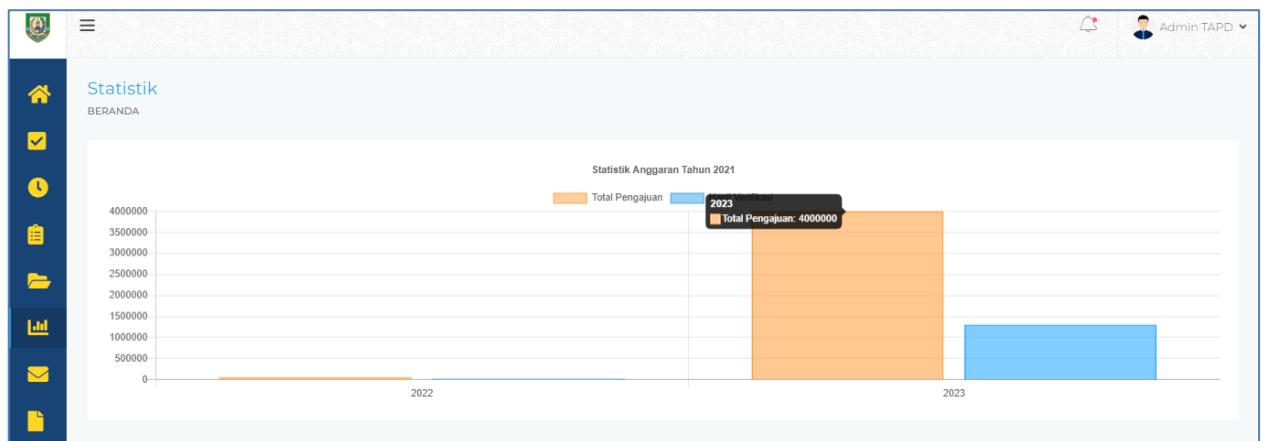 Admin TAPD
Statistik
BERANDA
Statistik Anggaran Tahun 2021
Total Pengajuan
2023
Total Pengajuan: 4000000
4000000
3500000
3000000
2500000
2000000
1500000
1000000
500000
0
2022
2023